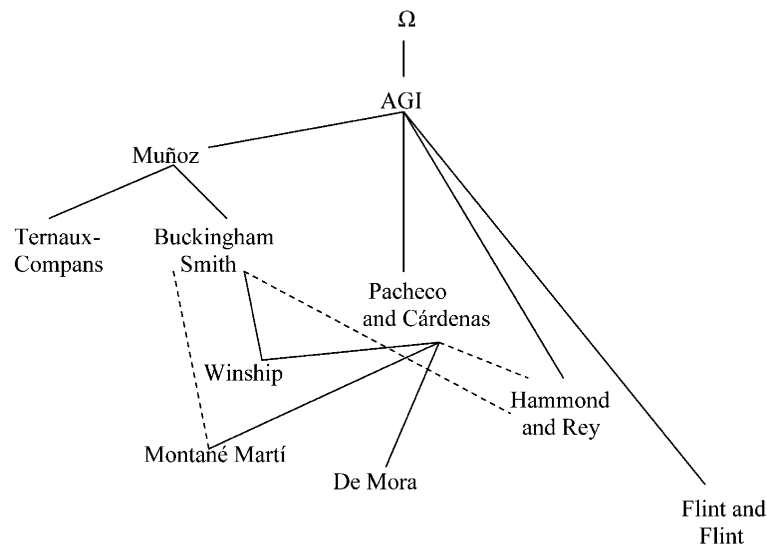 Ω
AGI
Muñoz
Ternaux-
Compans
Buckingham
Smith
Pacheco
and Cárdenas
Winship
Hammond
and Rey
Montané Martí
De Mora
Flint and
Flint